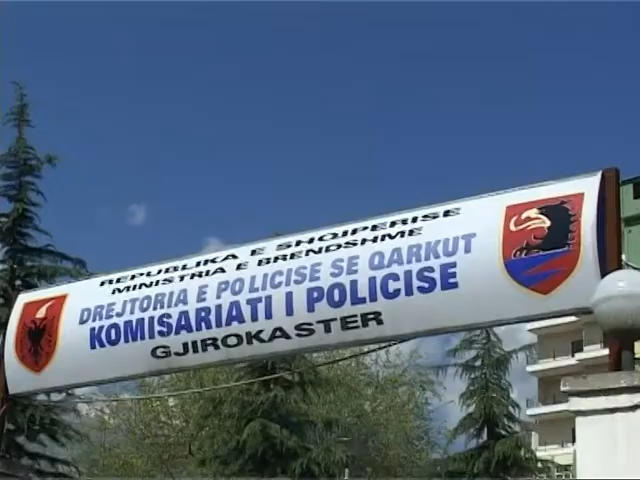 REPUBLIKA E SHQIPERISE
MINISTRIA E BRENDSHME
DREJTORIA E POLICISE SE QARKUT
KOMISARIATI I POLICISE
GJIROKASTER